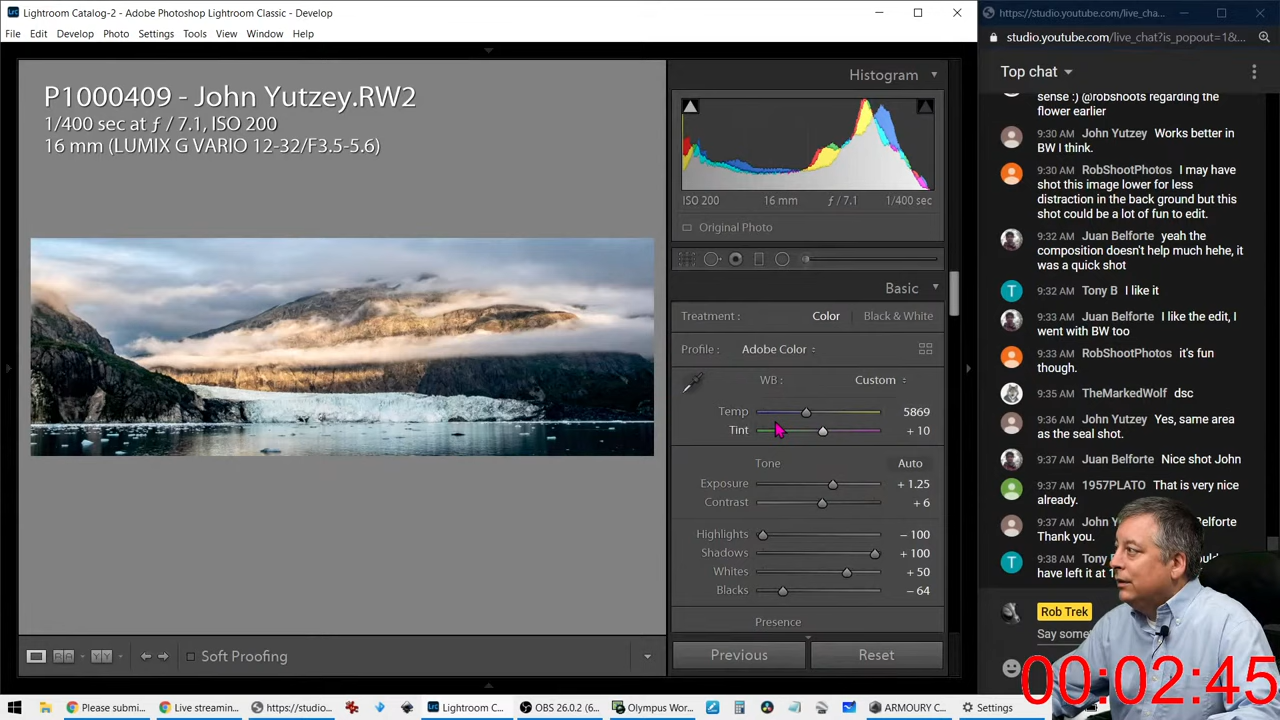 Lightroom Catalog-2 - Adobe Photoshop Lightroom Classic - Develop
File Edit Develop Photo Settings Tools View Window Help
P1000409 - John Yutzey.RW2
1/400 sec at ƒ / 7.1, ISO 200
16 mm (LUMIX G VARIO 12-32/F3.5-5.6)
Histogram
ISO 200 16 mm ƒ / 7.1 1/400 sec
Original Photo
Basic
Treatment : Color Black & White
Profile : Adobe Color
WB : Custom
Temp 5869
Tint + 10
Tone Auto
Exposure + 1.25
Contrast + 6
Highlights − 100
Shadows + 100
Whites + 50
Blacks − 64
Presence
Previous Reset
Soft Proofing
https://studio.youtube.com/live_cha...
studio.youtube.com/live_chat?is_popout=1&...
Top chat
sense :) @robshoots regarding the
flower earlier
9:30 AM John Yutzey Works better in
BW I think.
9:30 AM RobShootPhotos I may have
shot this image lower for less
distraction in the back ground but this
shot could be a lot of fun to edit.
9:32 AM Juan Belforte yeah the
composition doesn't help much hehe, it
was a quick shot
9:32 AM Tony B I like it
9:33 AM Juan Belforte I like the edit, I
went with BW too
9:33 AM RobShootPhotos it's fun
though.
9:35 AM TheMarkedWolf dsc
9:36 AM John Yutzey Yes, same area
as the seal shot.
9:37 AM Juan Belforte Nice shot John
9:37 AM 1957PLATO That is very nice
already.
9:37 AM John Belforte
Thank you.
9:38 AM Tony
have left it at
Rob Trek
Say
00:02:45
Please submi... Live streamin... https://studio... Lightroom C... OBS 26.0.2 (6... Olympus Wor... ARMOURY C... Settings